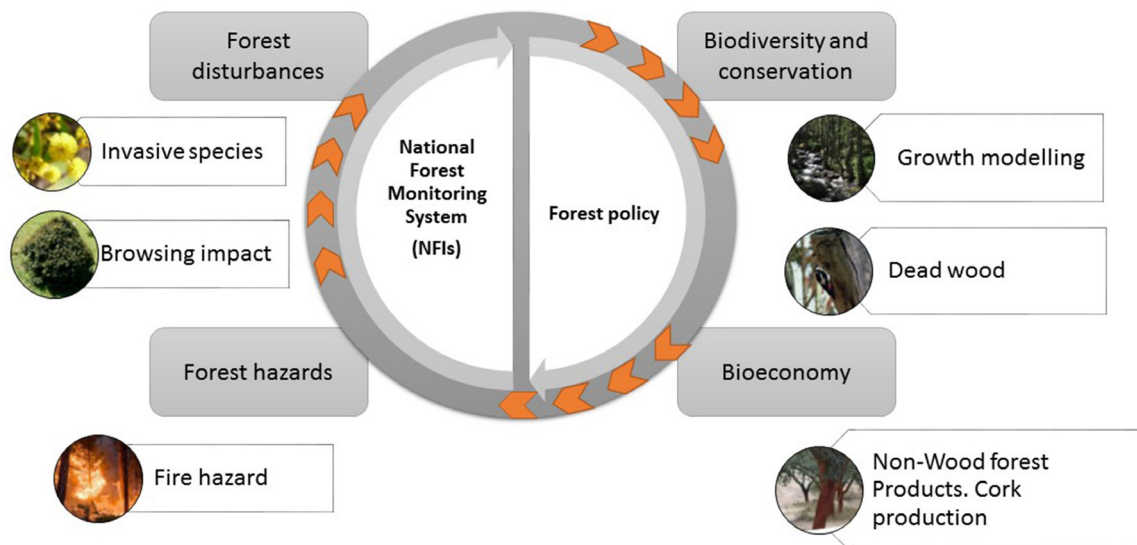 Forest
disturbances
Biodiversity and
conservation
Invasive species
Browsing impact
National
Forest
Monitoring
System
(NFIs)
Forest policy
Growth modelling
Dead wood
Forest hazards
Bioeconomy
Fire hazard
Non-Wood forest
Products. Cork
production